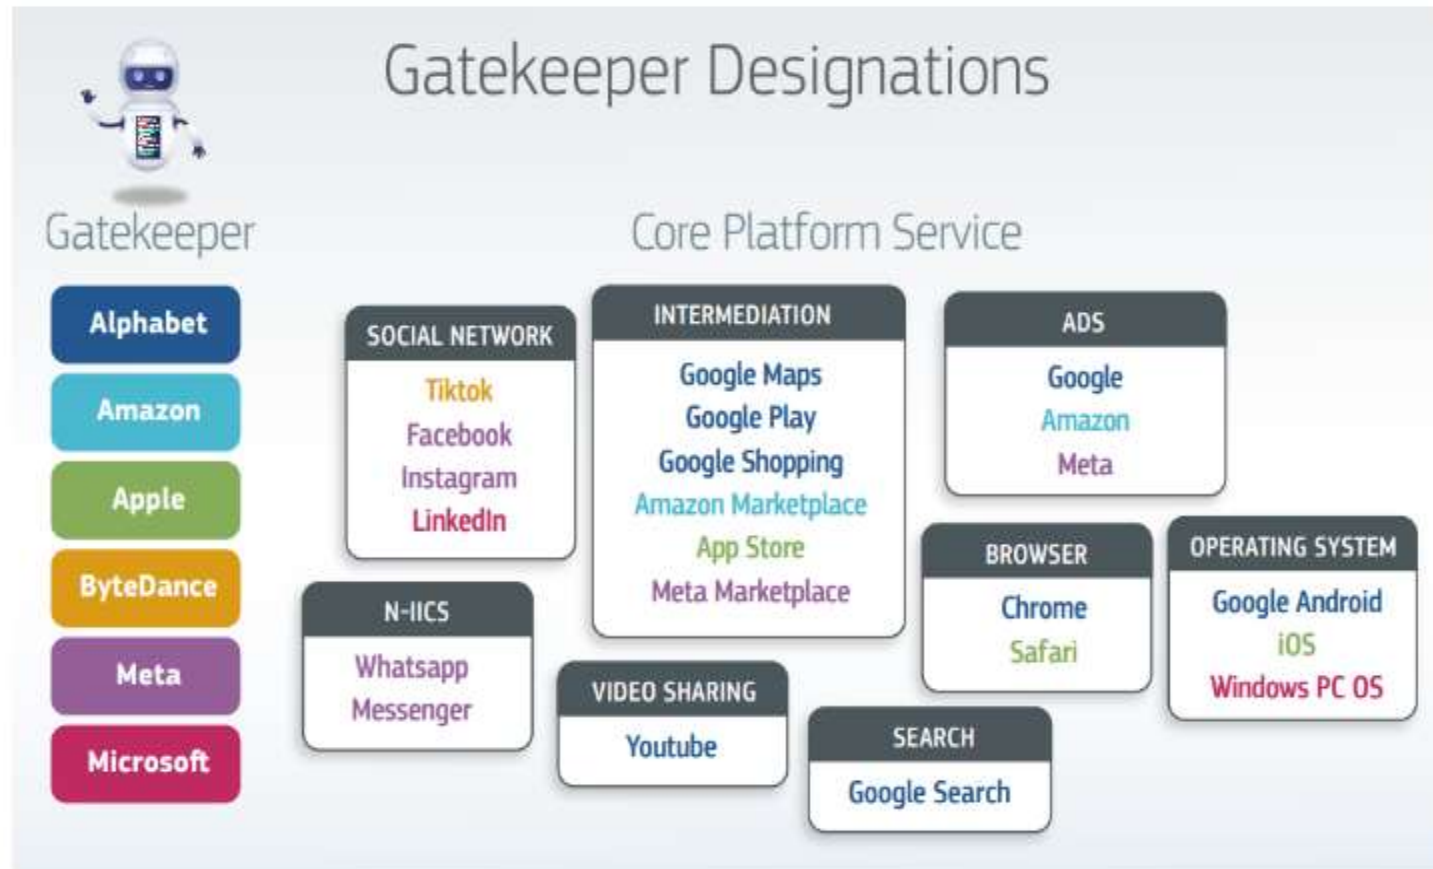 Gatekeeper Designations
Gatekeeper
Alphabet
Amazon
Apple
ByteDance
Meta
Microsoft
Core Platform Service
SOCIAL NETWORK
Tiktok
Facebook
Instagram
LinkedIn
INTERMEDIATION
Google Maps
Google Play
Google Shopping
Amazon Marketplace
App Store
Meta Marketplace
ADS
Google
Amazon
Meta
N-IICS
Whatsapp
Messenger
VIDEO SHARING
Youtube
SEARCH
Google Search
BROWSER
Chrome
Safari
OPERATING SYSTEM
Google Android
iOS
Windows PC OS